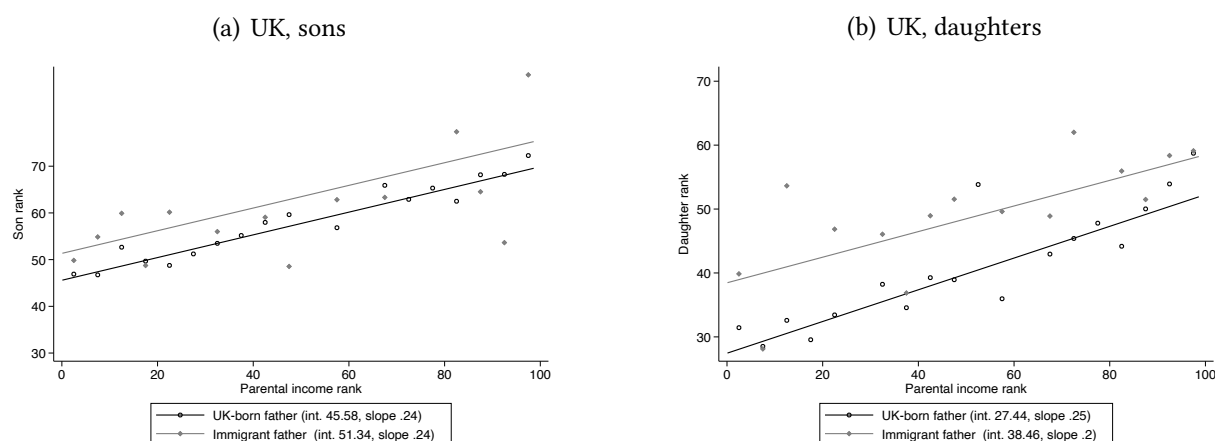 (a) UK, sons
70
60
50
40
30
Son rank
0 20 40 60 80 100
Parental income rank
UK-born father (int. 45.58, slope .24)
Immigrant father (int. 51.34, slope .24)
(b) UK, daughters
70
60
50
40
30
Daughter rank
0 20 40 60 80 100
Parental income rank
UK-born father (int. 27.44, slope .25)
Immigrant father (int. 38.46, slope .2)